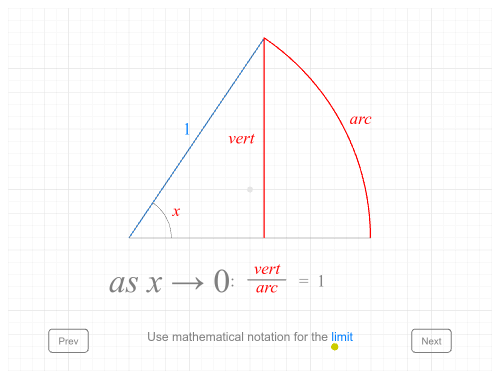 1
vert
arc
x
as x → 0: vert/arc = 1
Prev
Use mathematical notation for the limit
Next